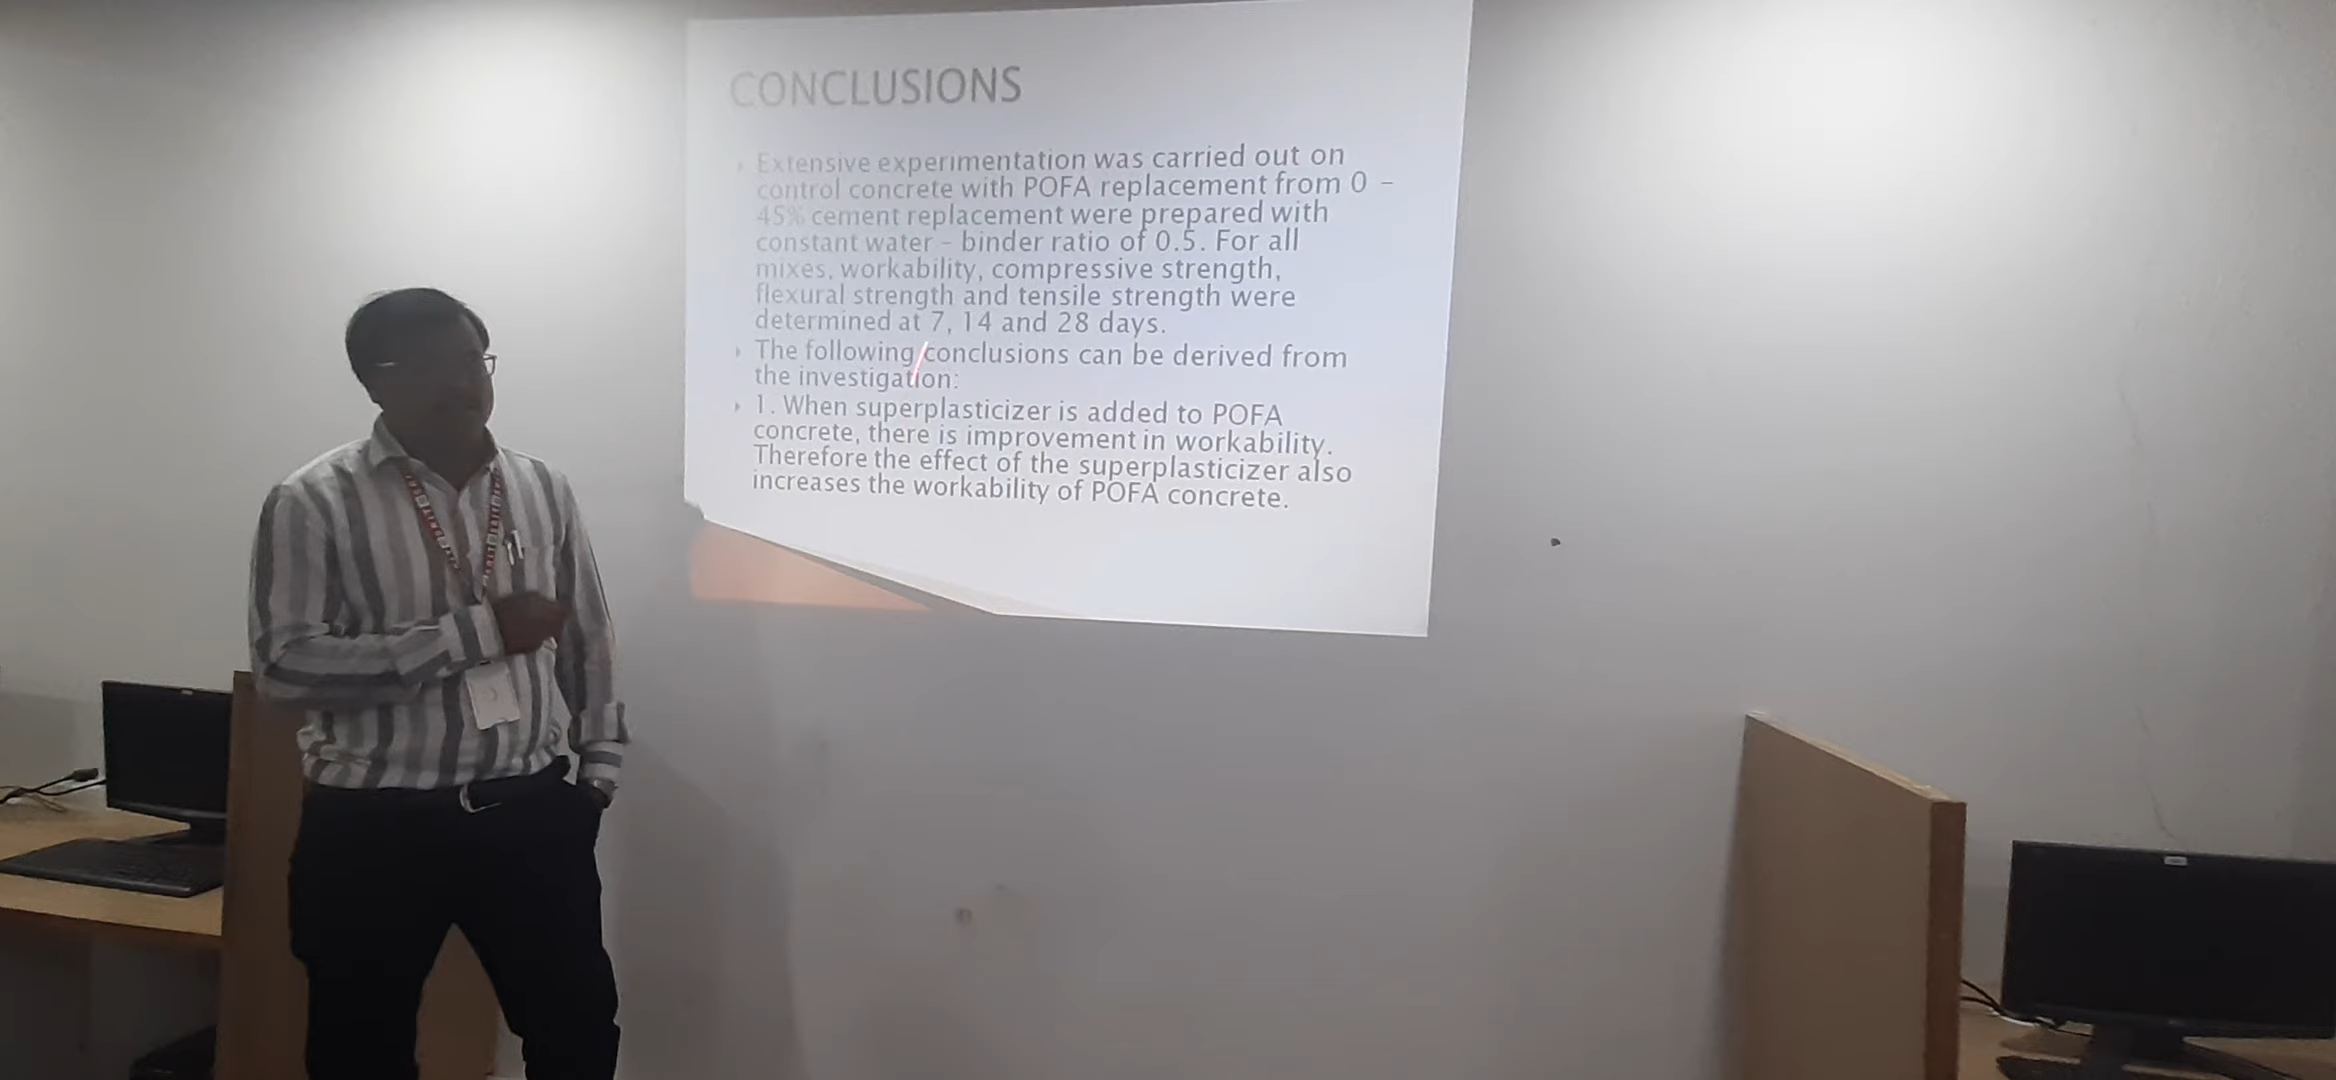 CONCLUSIONS
Extensive experimentation was carried out on
control concrete with POFA replacement from 0 –
45% cement replacement were prepared with
constant water – binder ratio of 0.5. For all
mixes, workability, compressive strength,
flexural strength and tensile strength were
determined at 7, 14 and 28 days.
The following conclusions can be derived from
the investigation:
1. When superplasticizer is added to POFA
concrete, there is improvement in workability.
Therefore the effect of the superplasticizer also
increases the workability of POFA concrete.